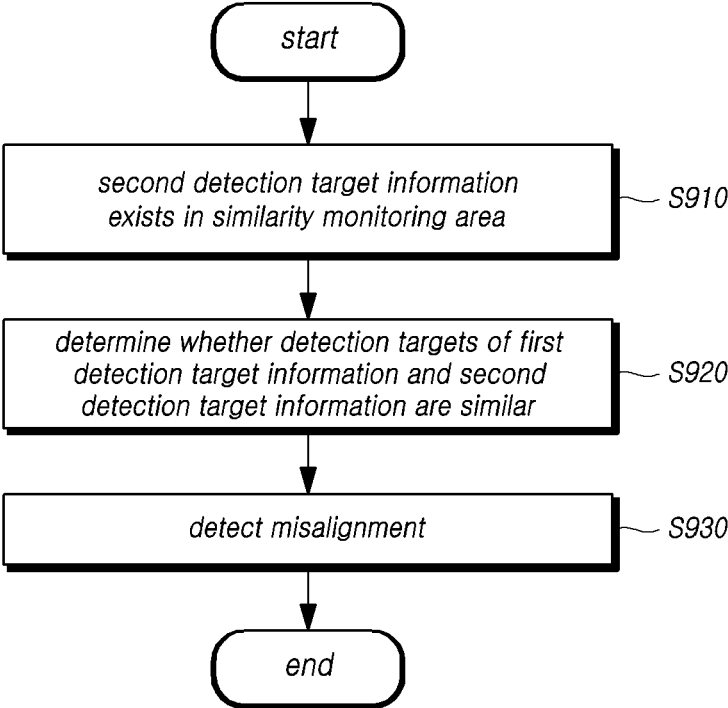 start
second detection target information
exists in similarity monitoring area
S910
determine whether detection targets of first
detection target information and second
detection target information are similar
S920
detect misalignment
S930
end